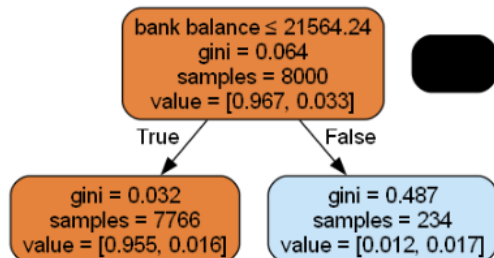 bank balance ≤ 21564.24
gini = 0.064
samples = 8000
value = [0.967, 0.033]
True
False
gini = 0.032
samples = 7766
value = [0.955, 0.016]
gini = 0.487
samples = 234
value = [0.012, 0.017]